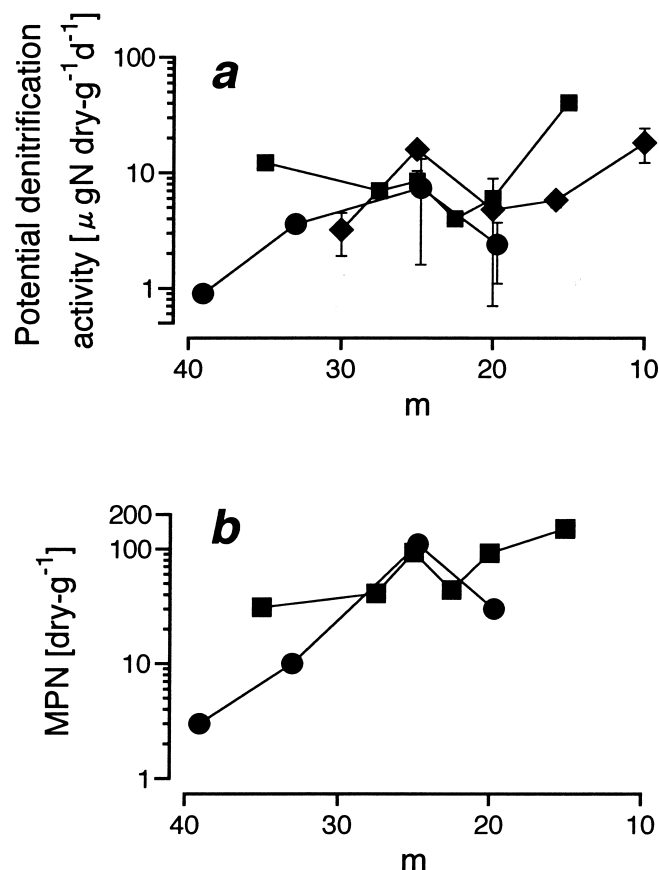 Potential denitrification
activity [ μ gN dry-g⁻¹d⁻¹]
a
100
10
1
40 30 20 10
m
MPN [dry-g⁻¹]
b
200
100
10
1
40 30 20 10
m